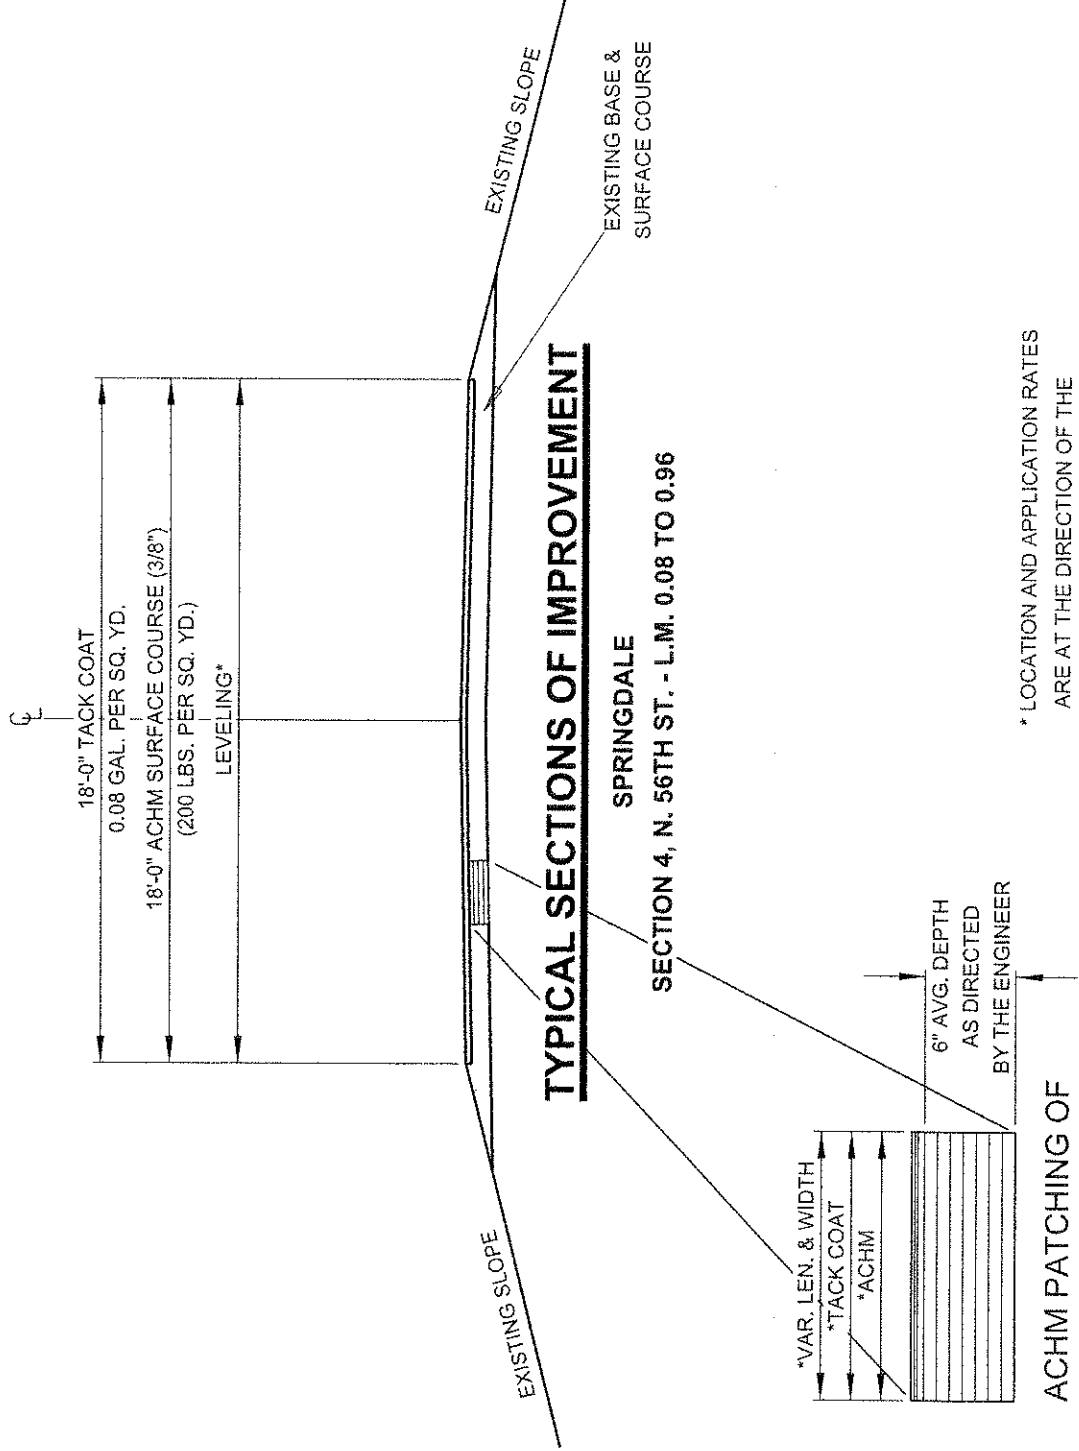 ℄
18'-0" TACK COAT
0.08 GAL. PER SQ. YD.
18'-0" ACHM SURFACE COURSE (3/8")
(200 LBS. PER SQ. YD.)
LEVELING*
EXISTING SLOPE
EXISTING SLOPE
EXISTING BASE &
SURFACE COURSE
TYPICAL SECTIONS OF IMPROVEMENT
SPRINGDALE
SECTION 4, N. 56TH ST. - L.M. 0.08 TO 0.96
*VAR. LEN. & WIDTH
*TACK COAT
*ACHM
6" AVG. DEPTH
AS DIRECTED
BY THE ENGINEER
ACHM PATCHING OF
* LOCATION AND APPLICATION RATES
ARE AT THE DIRECTION OF THE